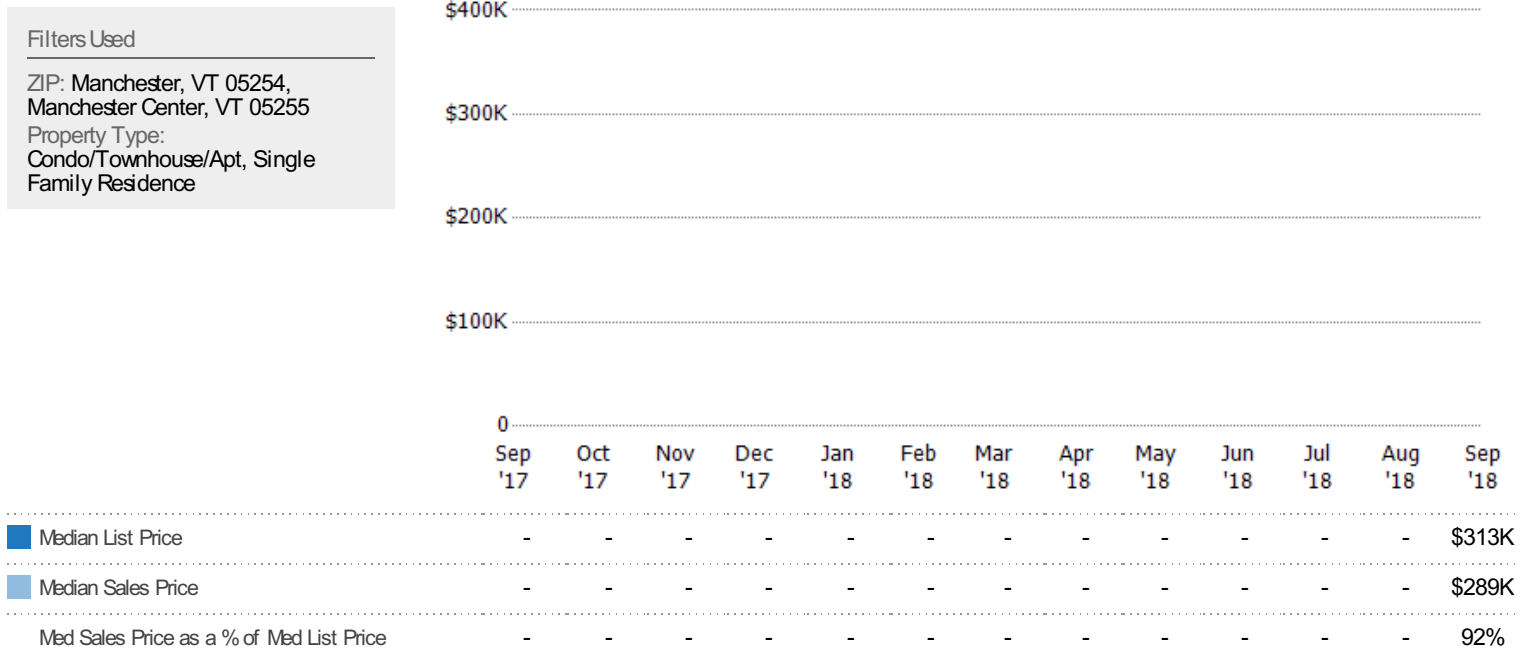 Filters Used
ZIP: Manchester, VT 05254,
Manchester Center, VT 05255
Property Type:
Condo/Townhouse/Apt, Single
Family Residence
$400K
$300K
$200K
$100K
0
Sep Oct Nov Dec Jan Feb Mar Apr May Jun Jul Aug Sep
'17 '17 '17 '17 '18 '18 '18 '18 '18 '18 '18 '18 '18
Median List Price - - - - - - - - - - - - $313K
Median Sales Price - - - - - - - - - - - - $289K
Med Sales Price as a % of Med List Price - - - - - - - - - - - - 92%